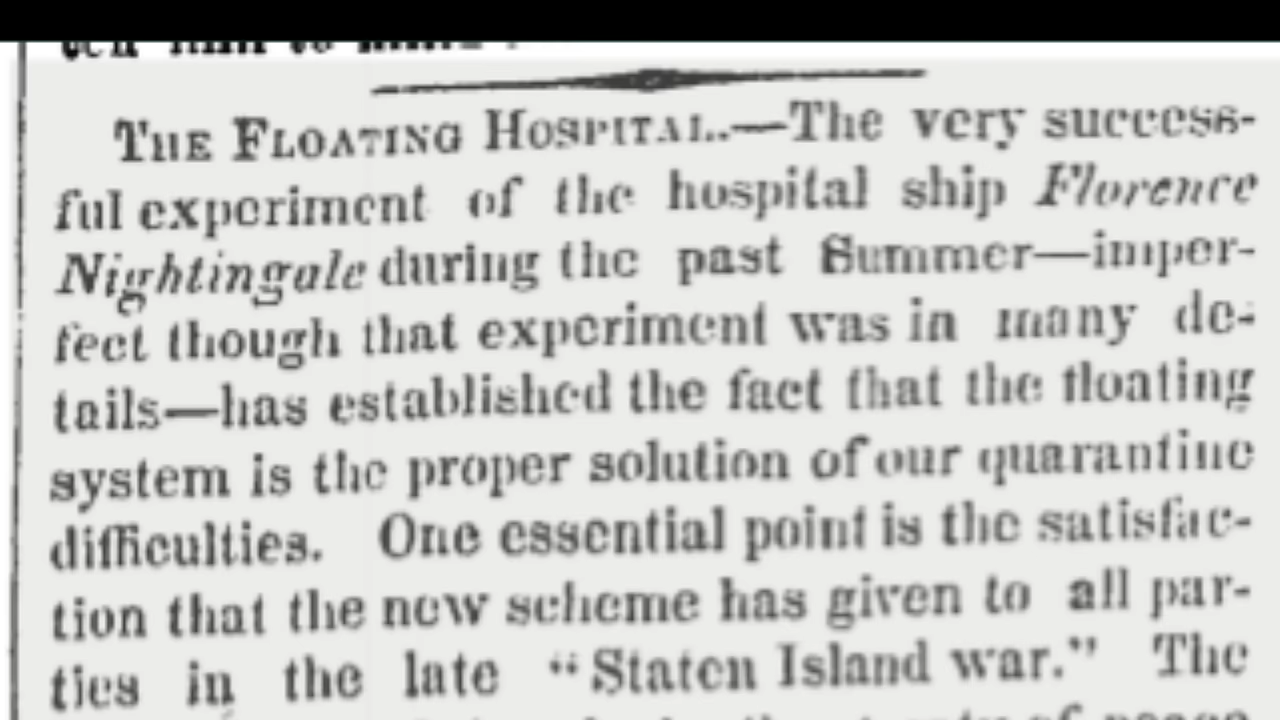 THE FLOATING HOSPITAL.—The very success-
ful experiment of the hospital ship Florence
Nightingale during the past Summer—imper-
fect though that experiment was in many de-
tails—has established the fact that the floating
system is the proper solution of our quarantine
difficulties. One essential point is the satisfac-
tion that the new scheme has given to all par-
ties in the late "Staten Island war." The